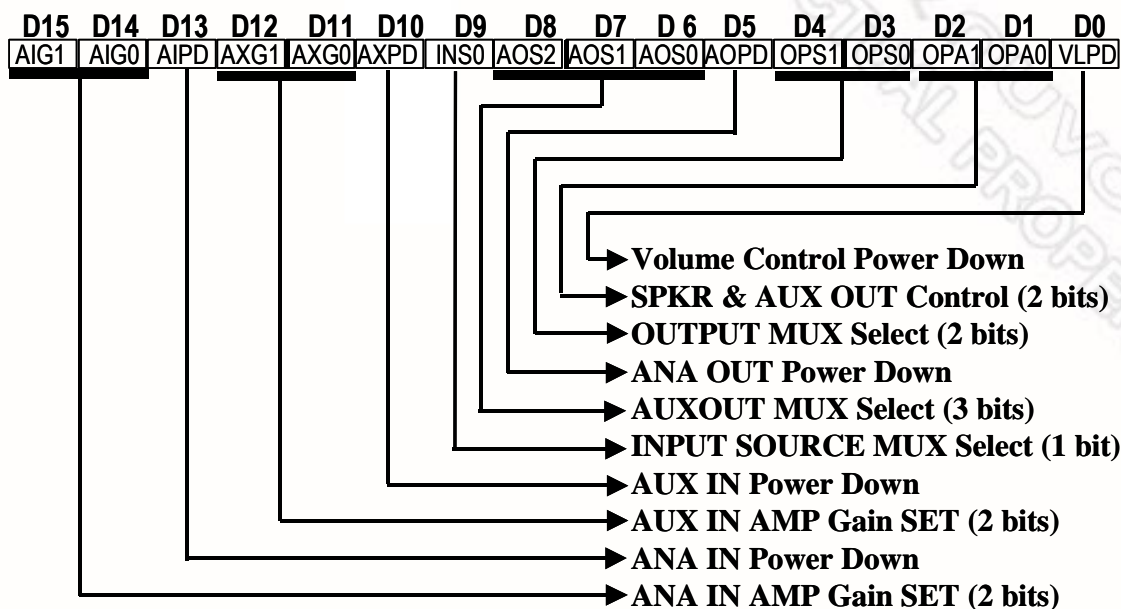 D15 D14 D13 D12 D11 D10 D9 D8 D7 D 6 D5 D4 D3 D2 D1 D0
AIG1 AIG0 AIPD AXG1 AXG0 AXPD INS0 AOS2 AOS1 AOS0 AOPD OPS1 OPS0 OPA1 OPA0 VLPD
Volume Control Power Down
SPKR & AUX OUT Control (2 bits)
OUTPUT MUX Select (2 bits)
ANA OUT Power Down
AUXOUT MUX Select (3 bits)
INPUT SOURCE MUX Select (1 bit)
AUX IN Power Down
AUX IN AMP Gain SET (2 bits)
ANA IN Power Down
ANA IN AMP Gain SET (2 bits)